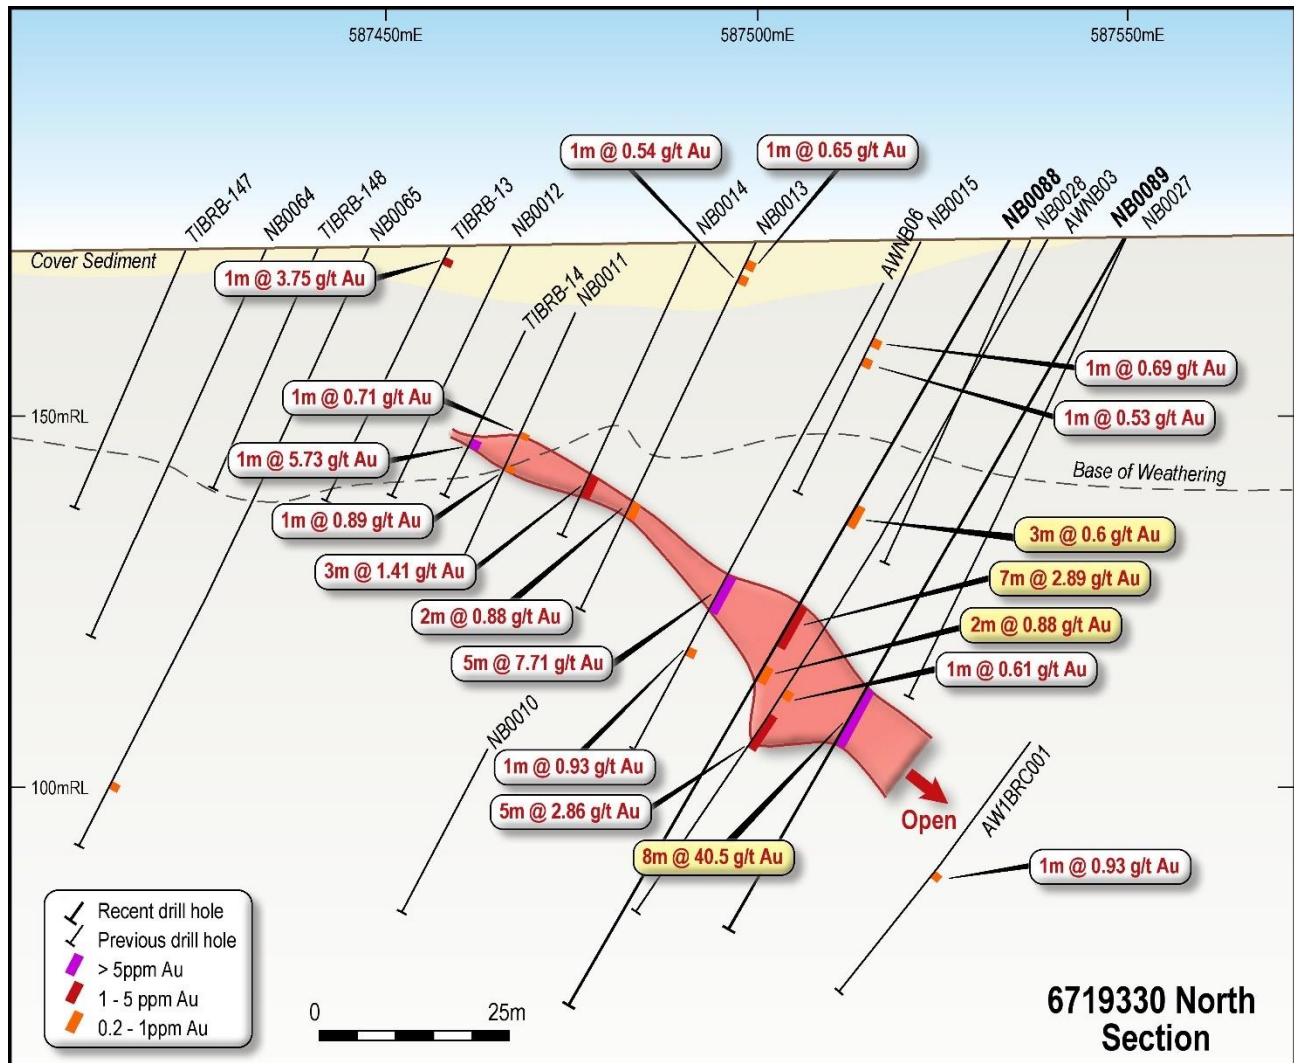 587450mE
587500mE
587550mE
1m @ 0.54 g/t Au
1m @ 0.65 g/t Au
TIBRB-147
NB0064
TIBRB-148
NB0065
TIBRB-13
NB0012
NB0014
NB0013
AWNB06
NB0015
NB0088
NB0028
AWNB03
NB0089
NB0027
Cover Sediment
1m @ 3.75 g/t Au
TIBRB-14
NB0011
1m @ 0.69 g/t Au
1m @ 0.71 g/t Au
150mRL
1m @ 0.53 g/t Au
1m @ 5.73 g/t Au
Base of Weathering
1m @ 0.89 g/t Au
3m @ 0.6 g/t Au
3m @ 1.41 g/t Au
7m @ 2.89 g/t Au
2m @ 0.88 g/t Au
2m @ 0.88 g/t Au
5m @ 7.71 g/t Au
1m @ 0.61 g/t Au
NB0010
1m @ 0.93 g/t Au
100mRL
5m @ 2.86 g/t Au
Open
AW1BRC001
8m @ 40.5 g/t Au
1m @ 0.93 g/t Au
Recent drill hole
Previous drill hole
> 5ppm Au
1 - 5 ppm Au
0.2 - 1ppm Au
0
25m
6719330 North
Section